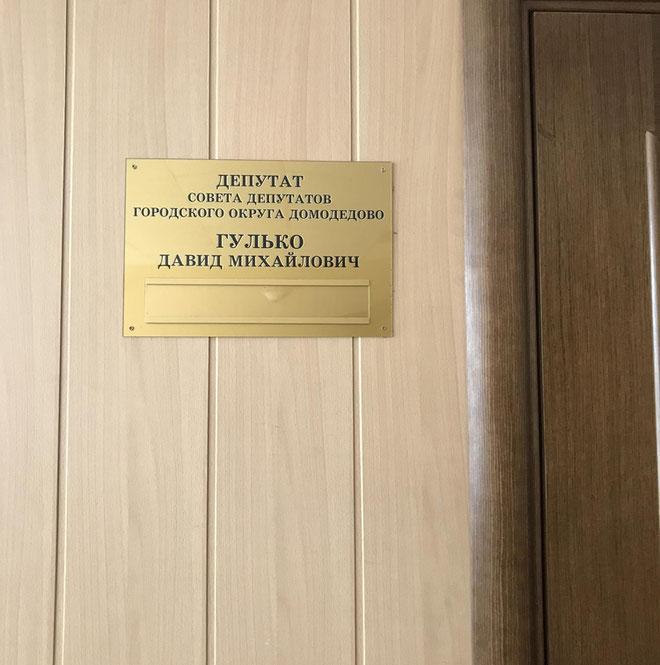 ДЕПУТАТ
СОВЕТА ДЕПУТАТОВ
ГОРОДСКОГО ОКРУГА ДОМОДЕДОВО
ГУЛЬКО
ДАВИД МИХАЙЛОВИЧ